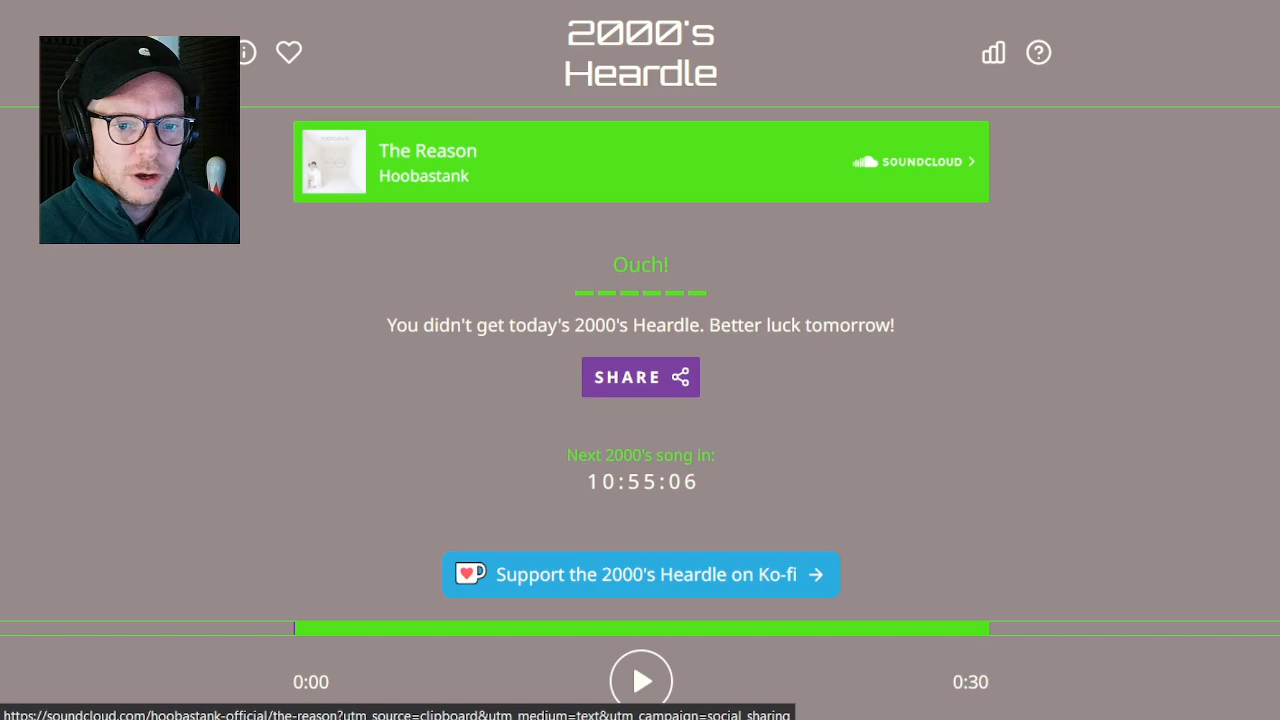 2000's
Heardle
The Reason
Hoobastank
SOUNDCLOUD
Ouch!
You didn't get today's 2000's Heardle. Better luck tomorrow!
SHARE
Next 2000's song in:
10:55:06
Support the 2000's Heardle on Ko-fi
0:00
0:30
https://soundcloud.com/hoobastank-official/the-reason?utm_source=clipboard&utm_medium=text&utm_campaign=social_sharing